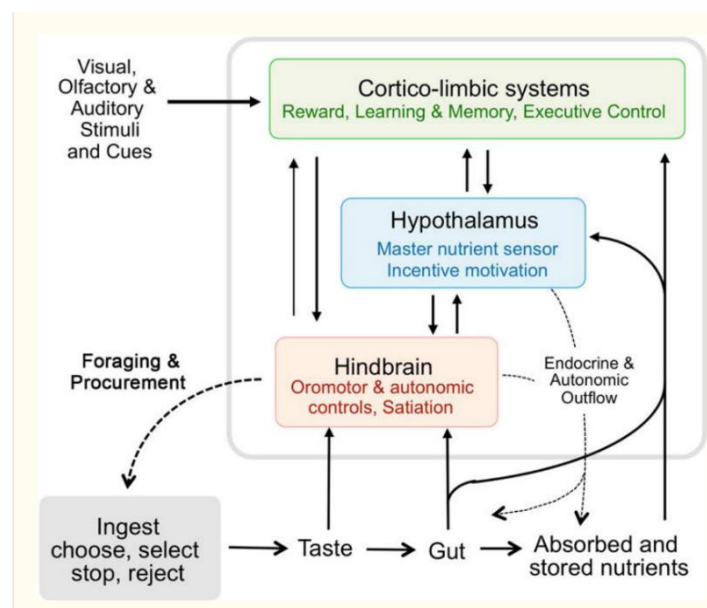 Visual,
Olfactory &
Auditory
Stimuli
and Cues
Cortico-limbic systems
Reward, Learning & Memory, Executive Control
Hypothalamus
Master nutrient sensor
Incentive motivation
Foraging &
Procurement
Hindbrain
Oromotor & autonomic
controls, Satiation
Endocrine &
Autonomic
Outflow
Ingest
choose, select
stop, reject
Taste
Gut
Absorbed and
stored nutrients